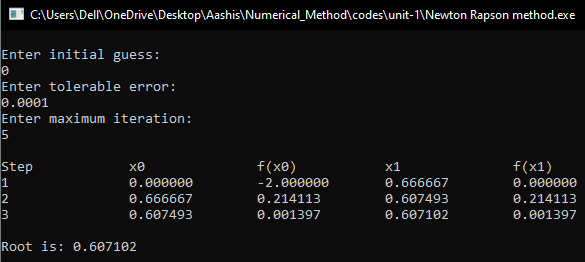 C:\Users\Dell\OneDrive\Desktop\Aashis\Numerical_Method\codes\unit-1\Newton Rapson method.exe
Enter initial guess:
0
Enter tolerable error:
0.0001
Enter maximum iteration:
5
Step x0 f(x0) x1 f(x1)
1 0.000000 -2.000000 0.666667 0.000000
2 0.666667 0.214113 0.607493 0.214113
3 0.607493 0.001397 0.607102 0.001397
Root is: 0.607102